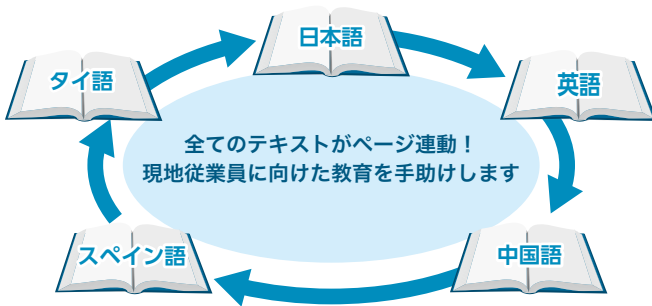 日本語
タイ語
英語
全てのテキストがページ連動！
現地従業員に向けた教育を手助けします
スペイン語
中国語